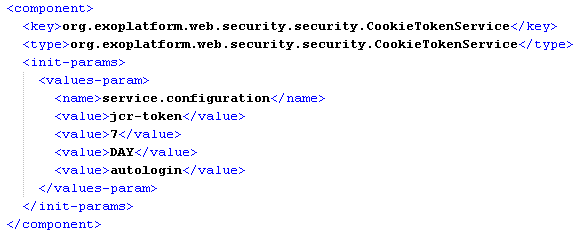 <component>
<key>org.exoplatform.web.security.security.CookieTokenService</key>
<type>org.exoplatform.web.security.security.CookieTokenService</type>
<init-params>
<values-param>
<name>service.configuration</name>
<value>jcr-token</value>
<value>7</value>
<value>DAY</value>
<value>autologin</value>
</values-param>
</init-params>
</component>